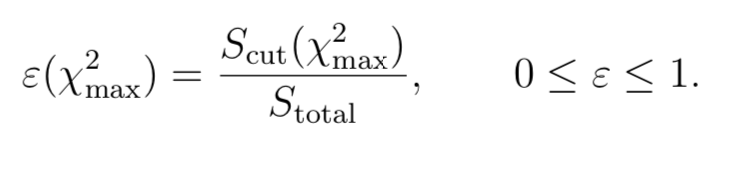 ε(χ²_max) = S_cut(χ²_max) / S_total,   0 ≤ ε ≤ 1.